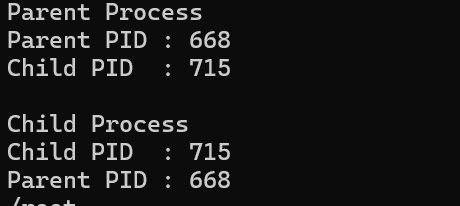 Parent Process
Parent PID : 668
Child PID  : 715
Child Process
Child PID  : 715
Parent PID : 668